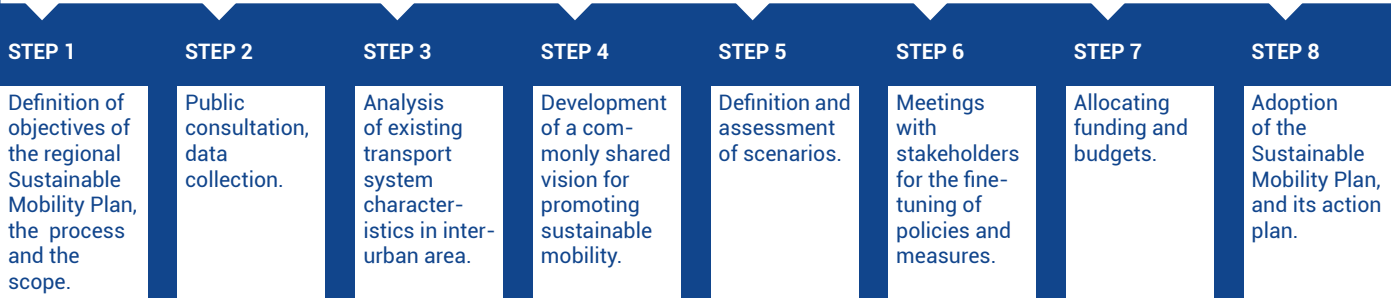 STEP 1
Definition of
objectives of
the regional
Sustainable
Mobility Plan,
the process
and the
scope.
STEP 2
Public
consultation,
data
collection.
STEP 3
Analysis
of existing
transport
system
character-
istics in inter-
urban area.
STEP 4
Development
of a com-
monly shared
vision for
promoting
sustainable
mobility.
STEP 5
Definition and
assessment
of scenarios.
STEP 6
Meetings
with
stakeholders
for the fine-
tuning of
policies and
measures.
STEP 7
Allocating
funding and
budgets.
STEP 8
Adoption
of the
Sustainable
Mobility Plan,
and its action
plan.